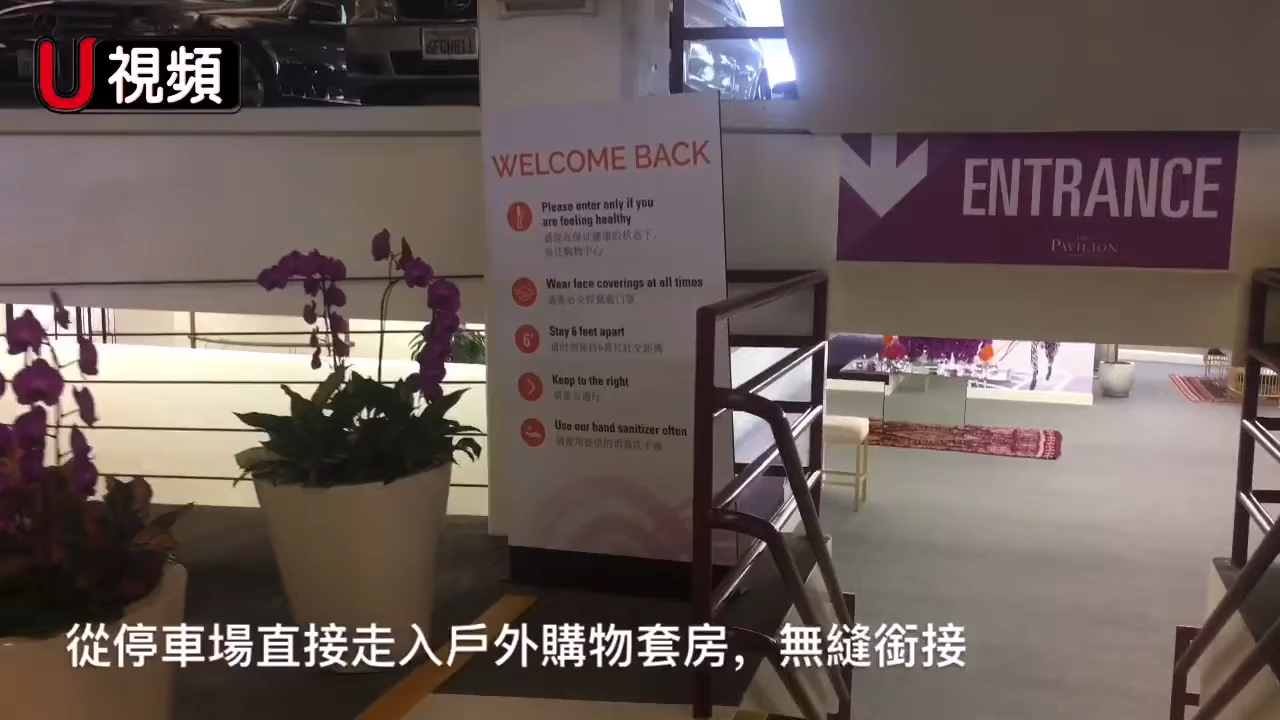 U視頻
WELCOME BACK
Please enter only if you
are feeling healthy
Wear face coverings at all times
Stay 6 feet apart
6'
Keep to the right
Use our hand sanitizer often
ENTRANCE
THE
PAVILION
從停車場直接走入戶外購物套房，無縫銜接